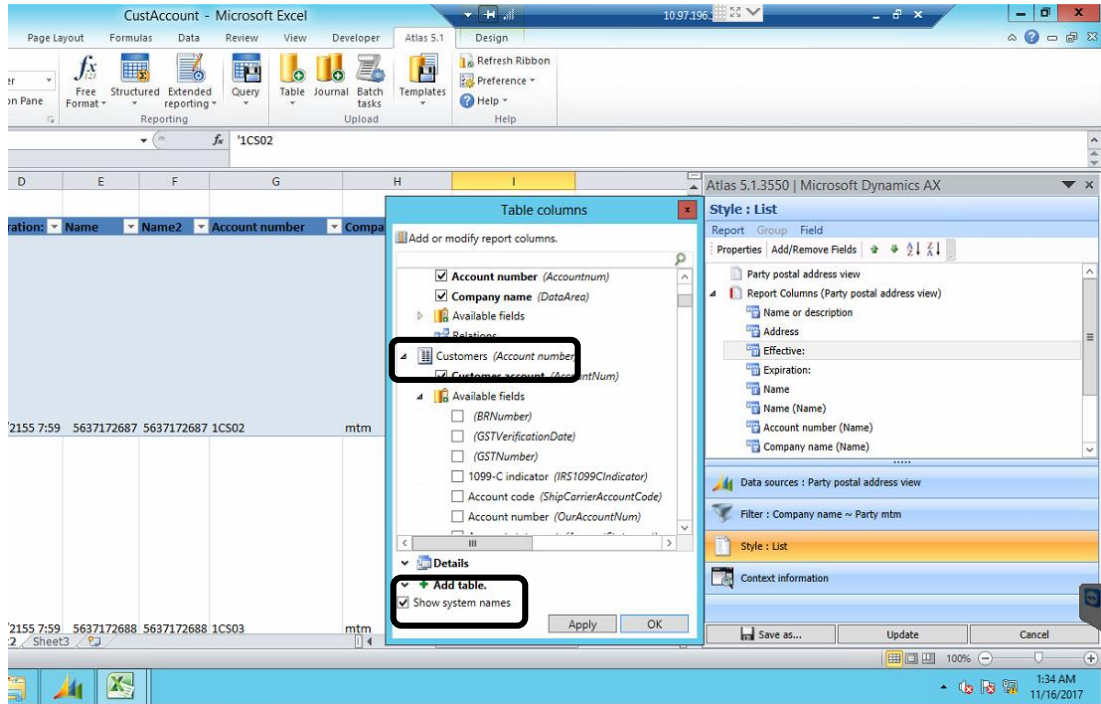 CustAccount - Microsoft Excel
10.97.196.
Page Layout Formulas Data Review View Developer Atlas 5.1 Design
Free Format
Structured
Extended reporting
Query
Table
Journal
Batch tasks
Templates
Refresh Ribbon
Preference
Help
on Pane
Reporting
Upload
Help
fx '1CS02
D E F G H I
ration: Name Name2 Account number Compa
2155 7:59 5637172687 5637172687 1CS02 mtm
2155 7:59 5637172688 5637172688 1CS03 mtm
2 Sheet3
Table columns
Add or modify report columns.
Account number (Accountnum)
Company name (DataArea)
Available fields
Relations
Customers (Account number
Customer account (AccountNum)
Available fields
(BRNumber)
(GSTVerificationDate)
(GSTNumber)
1099-C indicator (IRS1099CIndicator)
Account code (ShipCarrierAccountCode)
Account number (OurAccountNum)
Details
Add table.
Show system names
Apply OK
Atlas 5.1.3550 | Microsoft Dynamics AX
Style : List
Report Group Field
Properties Add/Remove Fields
Party postal address view
Report Columns (Party postal address view)
Name or description
Address
Effective:
Expiration:
Name
Name (Name)
Account number (Name)
Company name (Name)
Data sources : Party postal address view
Filter : Company name ~ Party mtm
Style : List
Context information
Save as... Update Cancel
100%
1:34 AM
11/16/2017